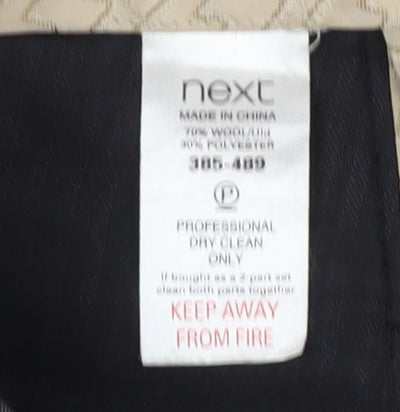 next
MADE IN CHINA
70% WOOL/
30% POLYESTER
385-489
P
PROFESSIONAL
DRY CLEAN
ONLY
If bought as a 2-part set
clean both parts together
KEEP AWAY
FROM FIRE